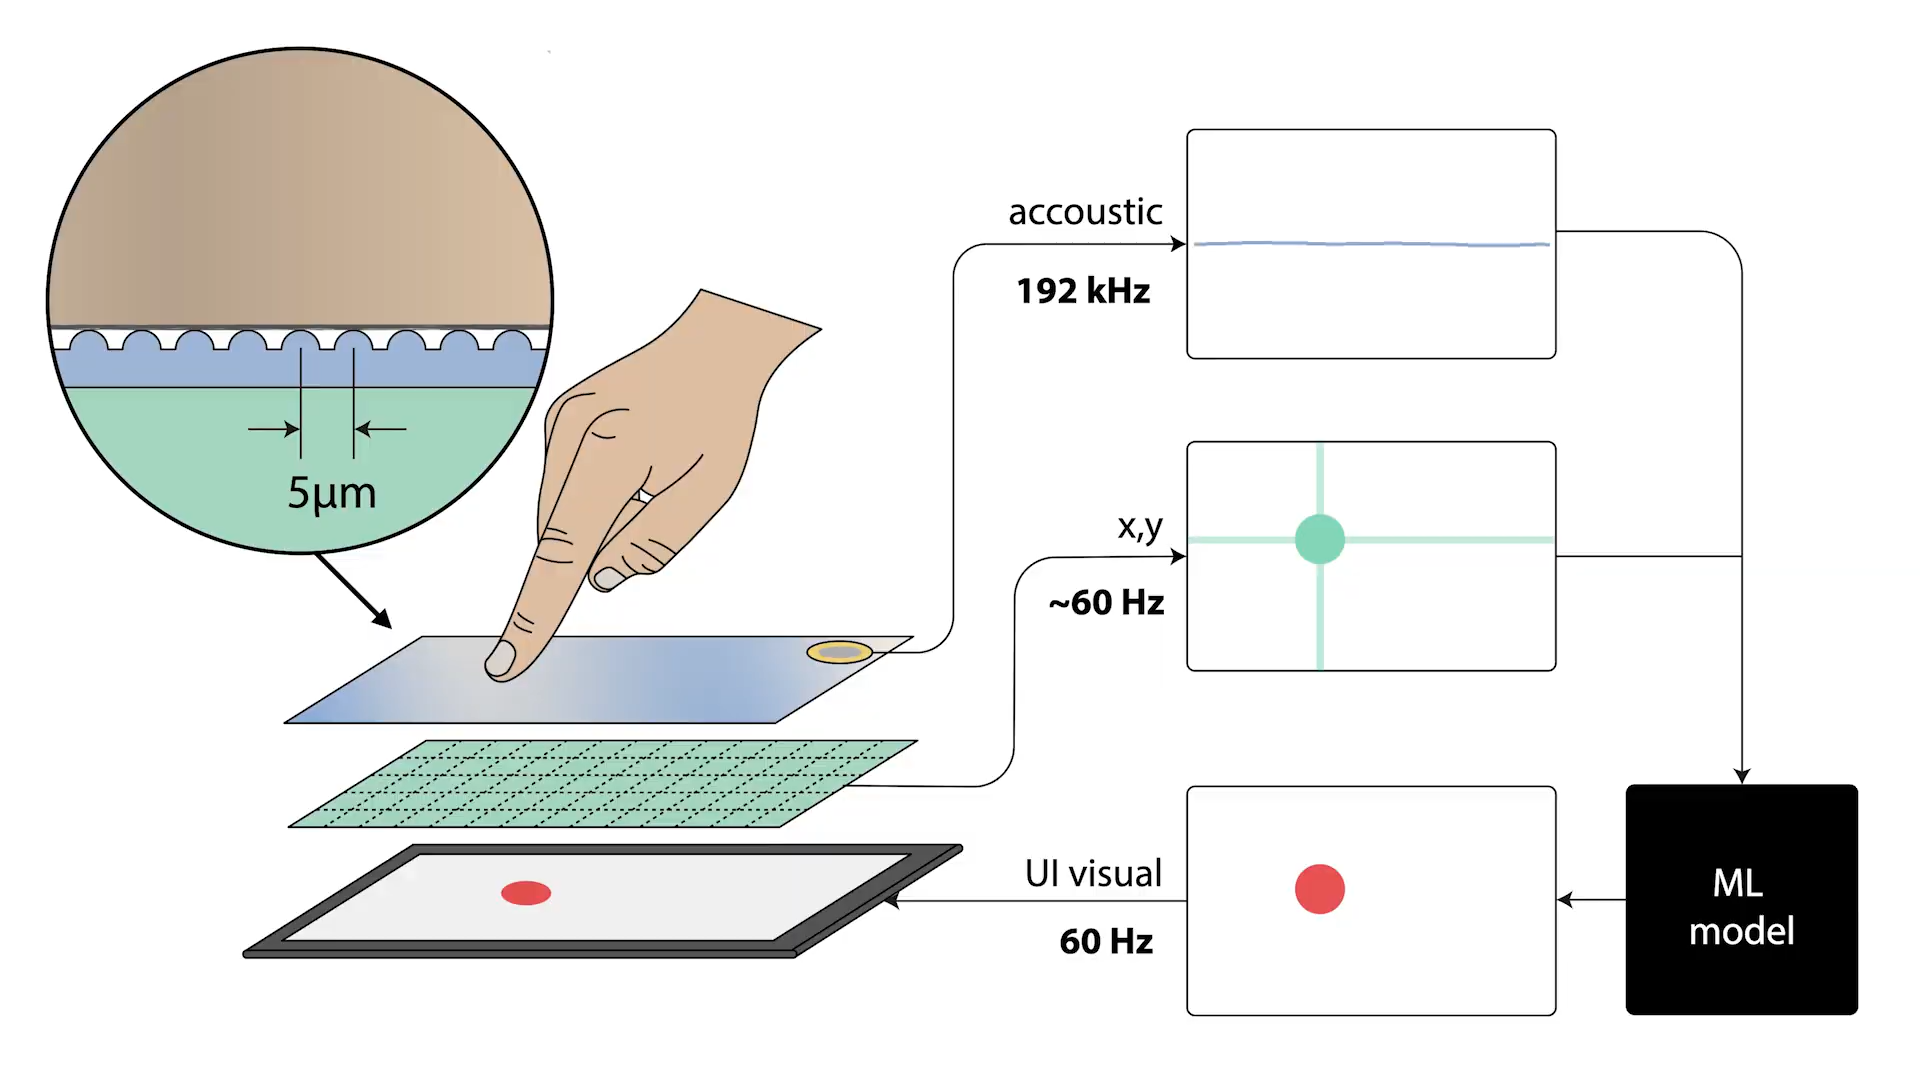 accoustic
192 kHz
5µm
x,y
~60 Hz
UI visual
60 Hz
ML
model